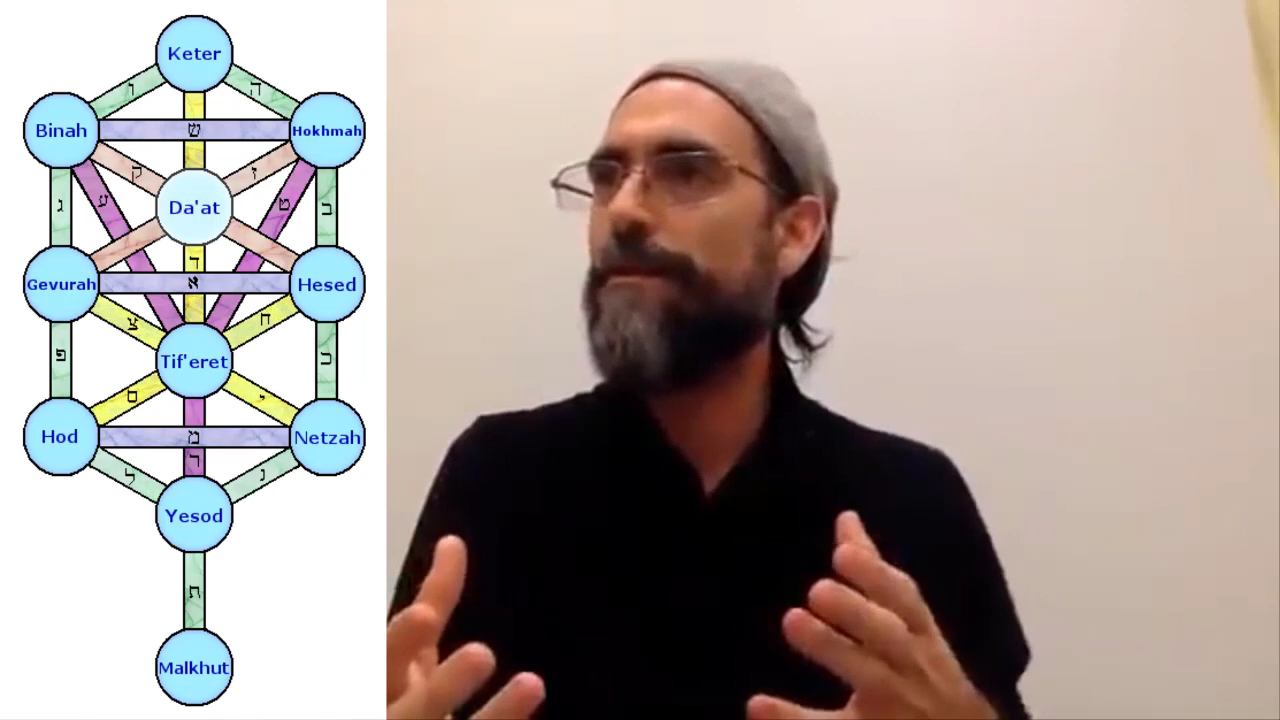 Keter
ו ה
Binah ש Hokhmah
ק ז
ג ע Da'at ט ב
ד
Gevurah א Hesed
צ ח
פ Tif'eret כ
ס י
Hod מ Netzah
ר
ל נ
Yesod
ת
Malkhut